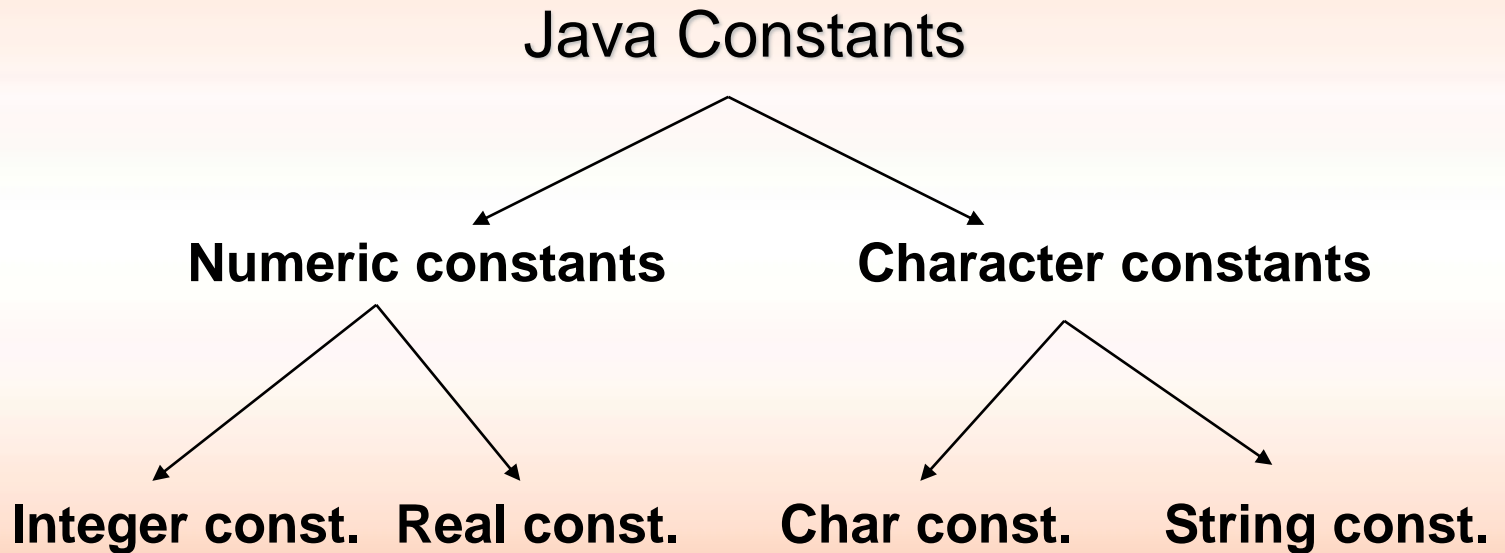 Java Constants
Numeric constants Character constants
Integer const. Real const. Char const. String const.